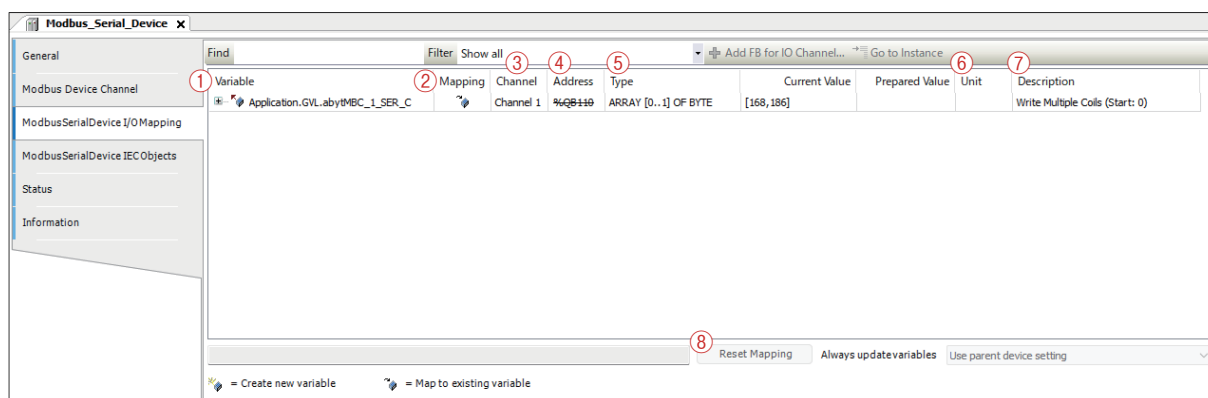 Modbus_Serial_Device X
General
Modbus Device Channel
ModbusSerialDevice I/O Mapping
ModbusSerialDevice IEC Objects
Status
Information
Find Filter Show all Add FB for IO Channel... Go to Instance
① ② ③ ④ ⑤ ⑥ ⑦
Variable Mapping Channel Address Type Current Value Prepared Value Unit Description
Application.GVL.abytMBC_1_SER_C Channel 1 %QB110 ARRAY [0..1] OF BYTE [168,186] Write Multiple Coils (Start: 0)
⑧
Reset Mapping Always update variables Use parent device setting
= Create new variable = Map to existing variable